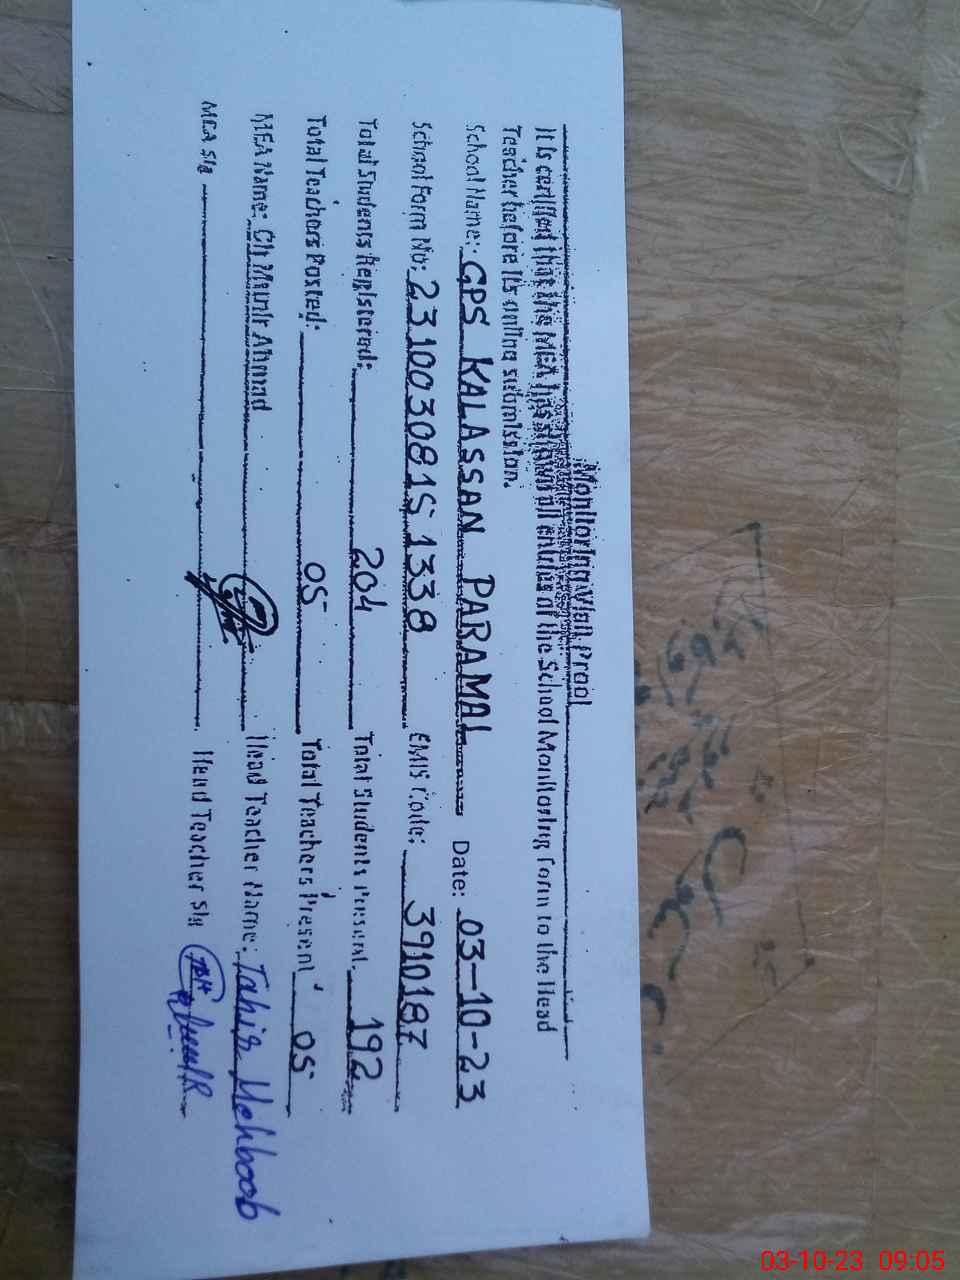 Monitoring Visit Proof
It is certified that the MEA has shown all entries of the School Monitoring Form to the Head
Teacher before its online submission.
School Name: GPS KALASSAN PARAMAL Date: 03-10-23
School Form No: 23100308151338 EMIS Code: 3910187
Total Students Registered: 204 Total Students Present: 192
Total Teachers Posted: 05 Total Teachers Present 05
MEA Name: Ch Munir Ahmad Head Teacher Name: Tahir Mehboob
MEA Sig Head Teacher Sig
03-10-23 09:05